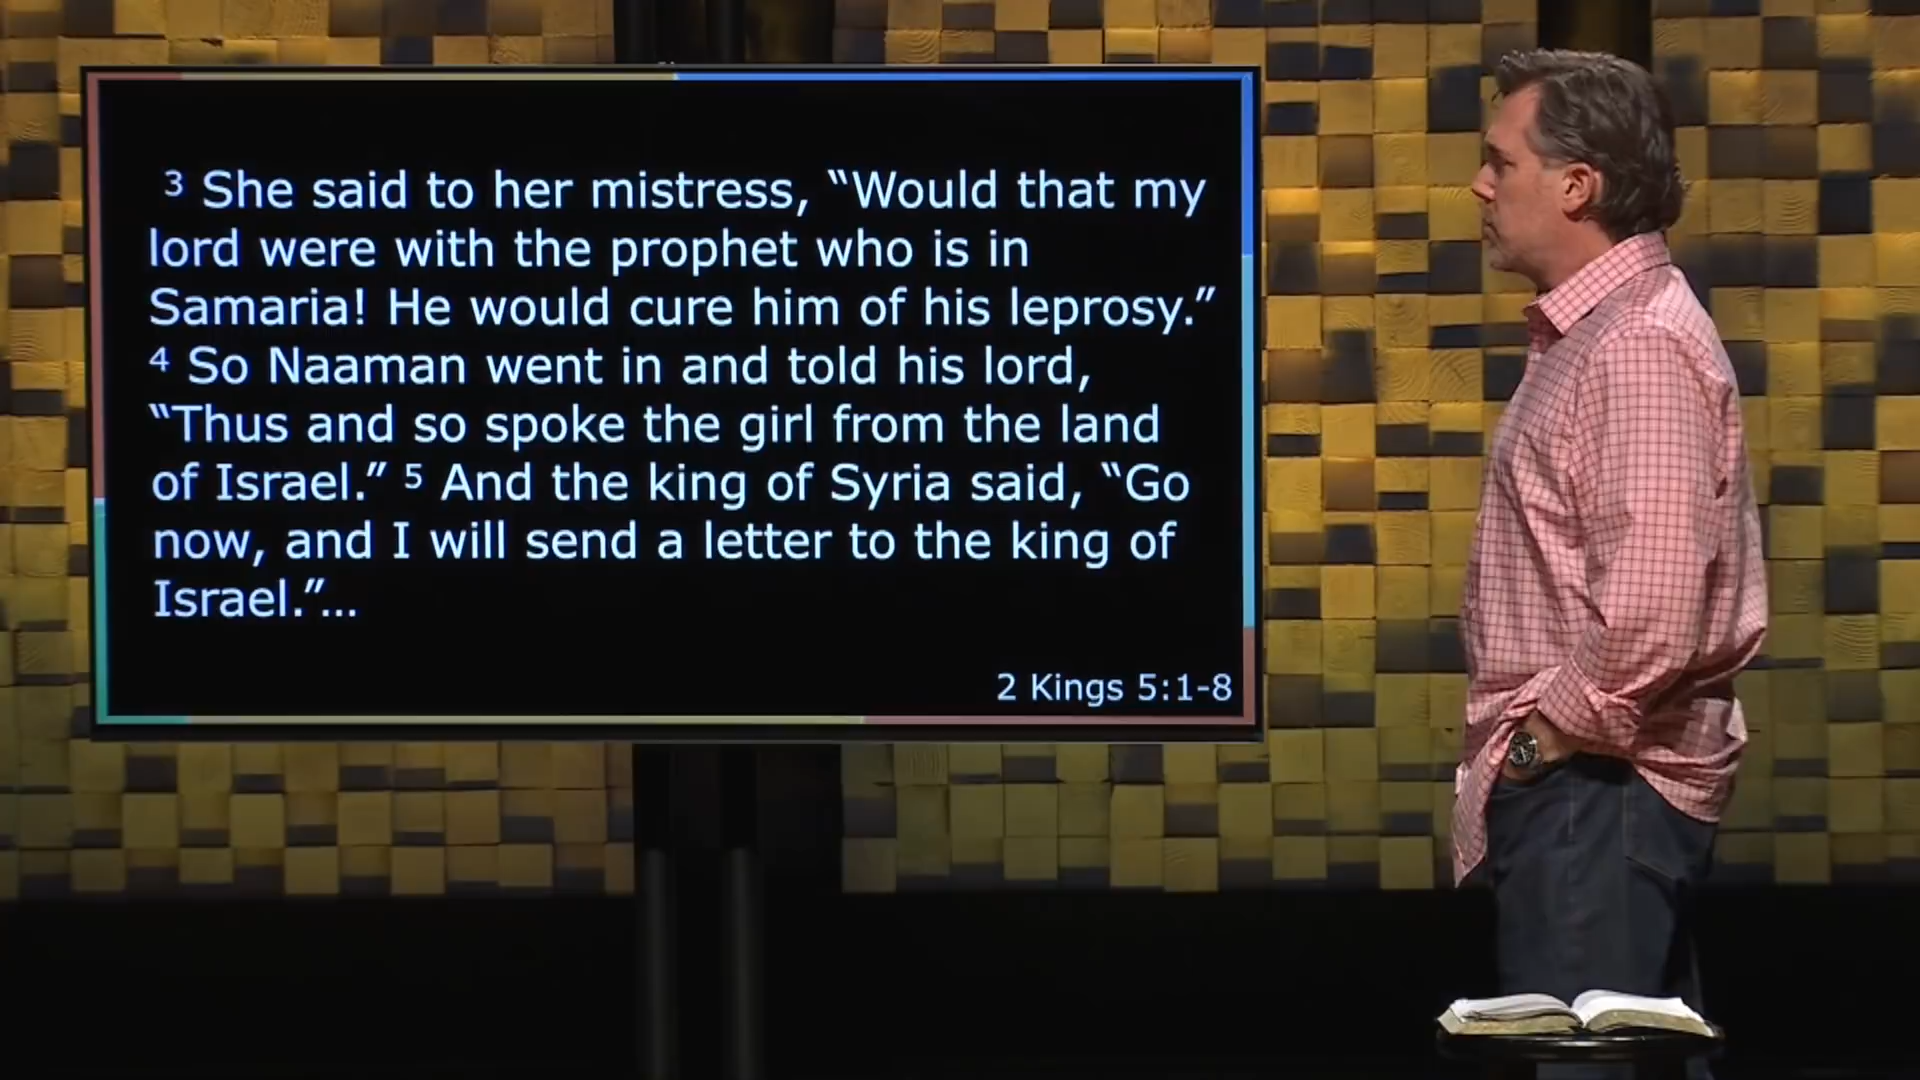 3 She said to her mistress, “Would that my
lord were with the prophet who is in
Samaria! He would cure him of his leprosy.”
4 So Naaman went in and told his lord,
“Thus and so spoke the girl from the land
of Israel.” 5 And the king of Syria said, “Go
now, and I will send a letter to the king of
Israel.”...
2 Kings 5:1-8